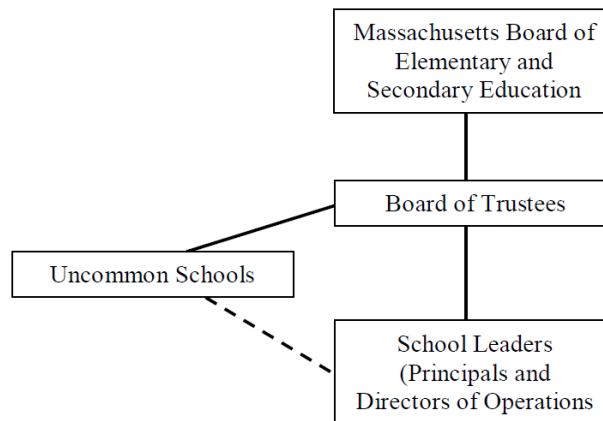 Massachusetts Board of
Elementary and
Secondary Education
Board of Trustees
Uncommon Schools
School Leaders
(Principals and
Directors of Operations